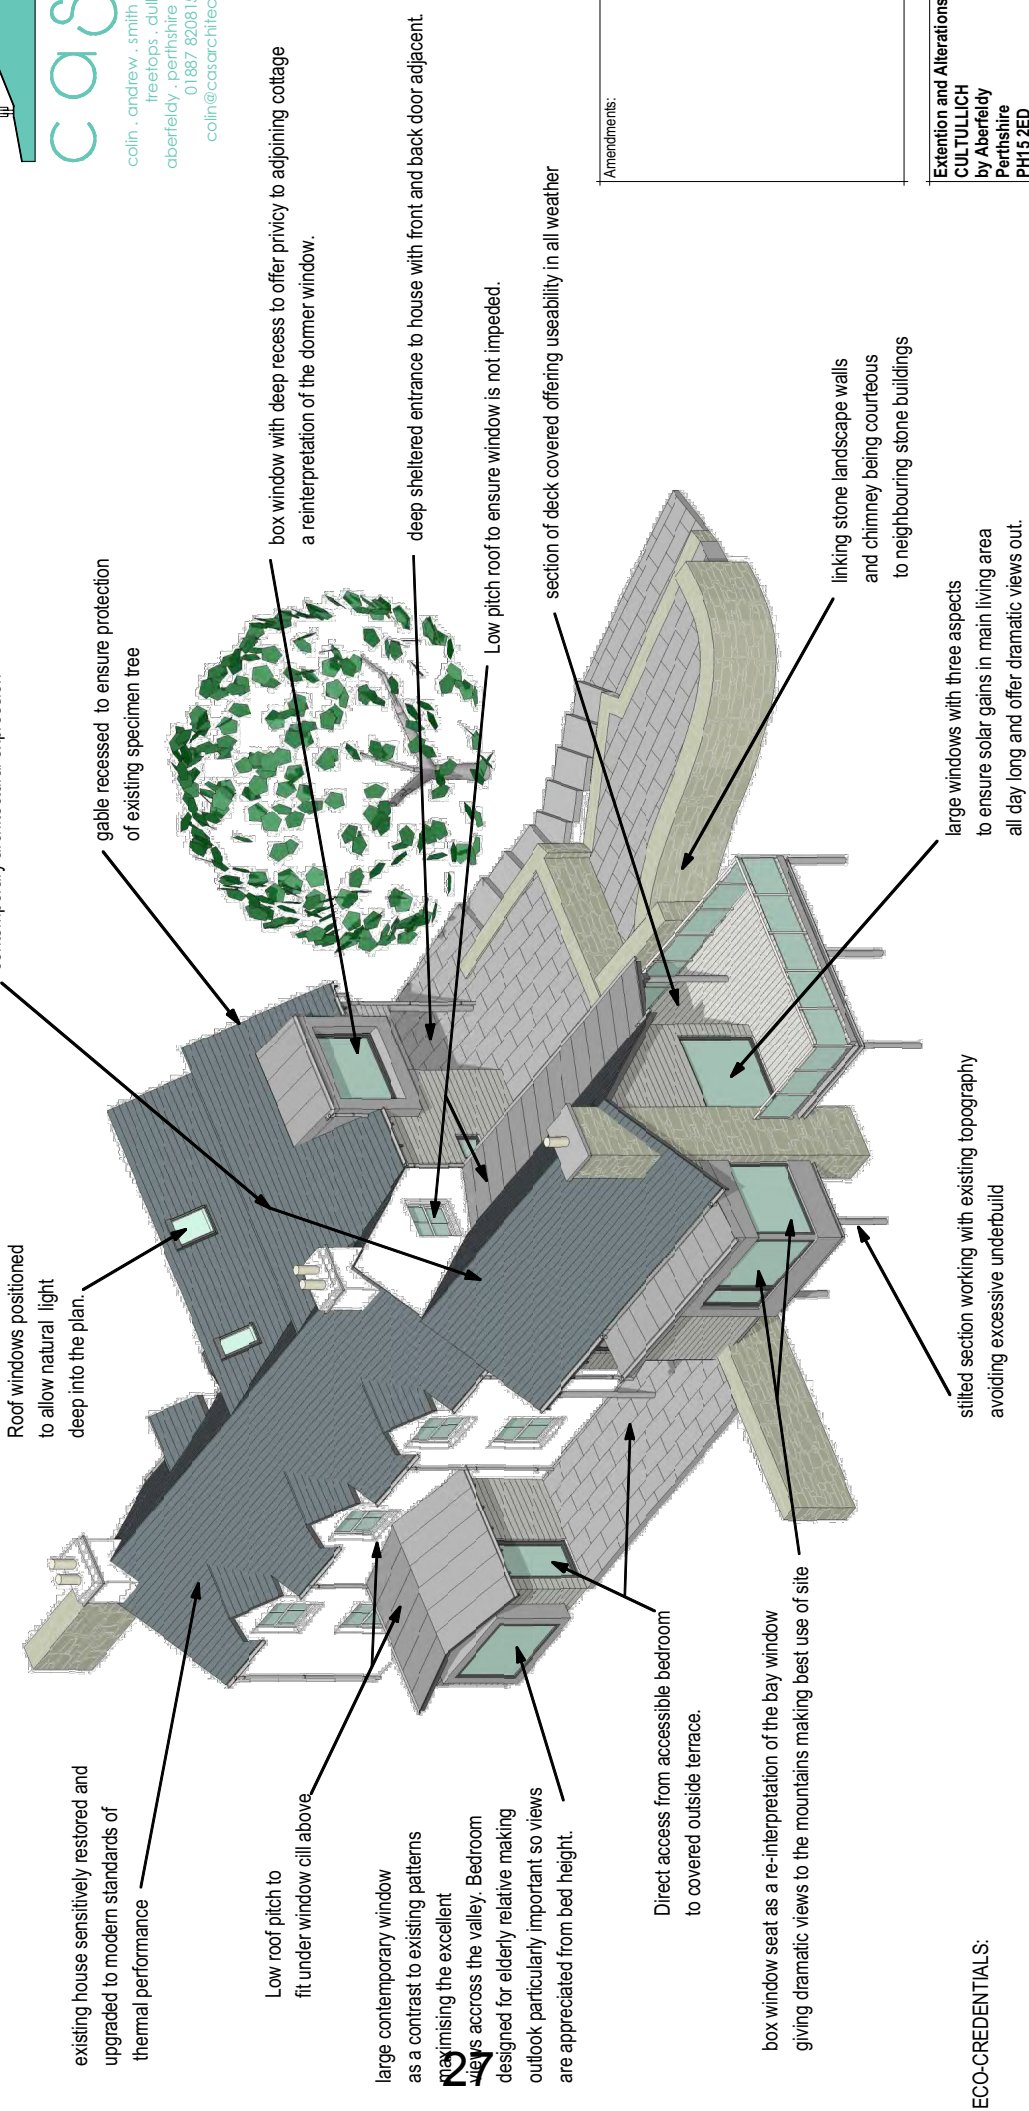 cas
colin . andrew . smith
treetops . dull
aberfeldy . perthshire
01887 820815
gable recessed to ensure protection
of existing specimen tree
box window with deep recess to offer privicy to adjoining cottage
a reinterpretation of the dormer window.
deep sheltered entrance to house with front and back door adjacent.
Low pitch roof to ensure window is not impeded.
section of deck covered offering useability in all weather
Amendments:
Extention and Alterations
CULTULLICH
by Aberfeldy
Perthshire
PH15 2ED
linking stone landscape walls
and chimney being courteous
to neighbouring stone buildings
large windows with three aspects
to ensure solar gains in main living area
all day long and offer dramatic views out.
Roof windows positioned
to allow natural light
deep into the plan.
stilted section working with existing topography
avoiding excessive underbuild
existing house sensitively restored and
upgraded to modern standards of
thermal performance
Low roof pitch to
fit under window cill above
large contemporary window
as a contrast to existing patterns
maximising the excellent
views accross the valley. Bedroom
designed for elderly relative making
outlook particularly important so views
are appreciated from bed height.
Direct access from accessible bedroom
to covered outside terrace.
box window seat as a re-interpretation of the bay window
giving dramatic views to the mountains making best use of site
ECO-CREDENTIALS:
27